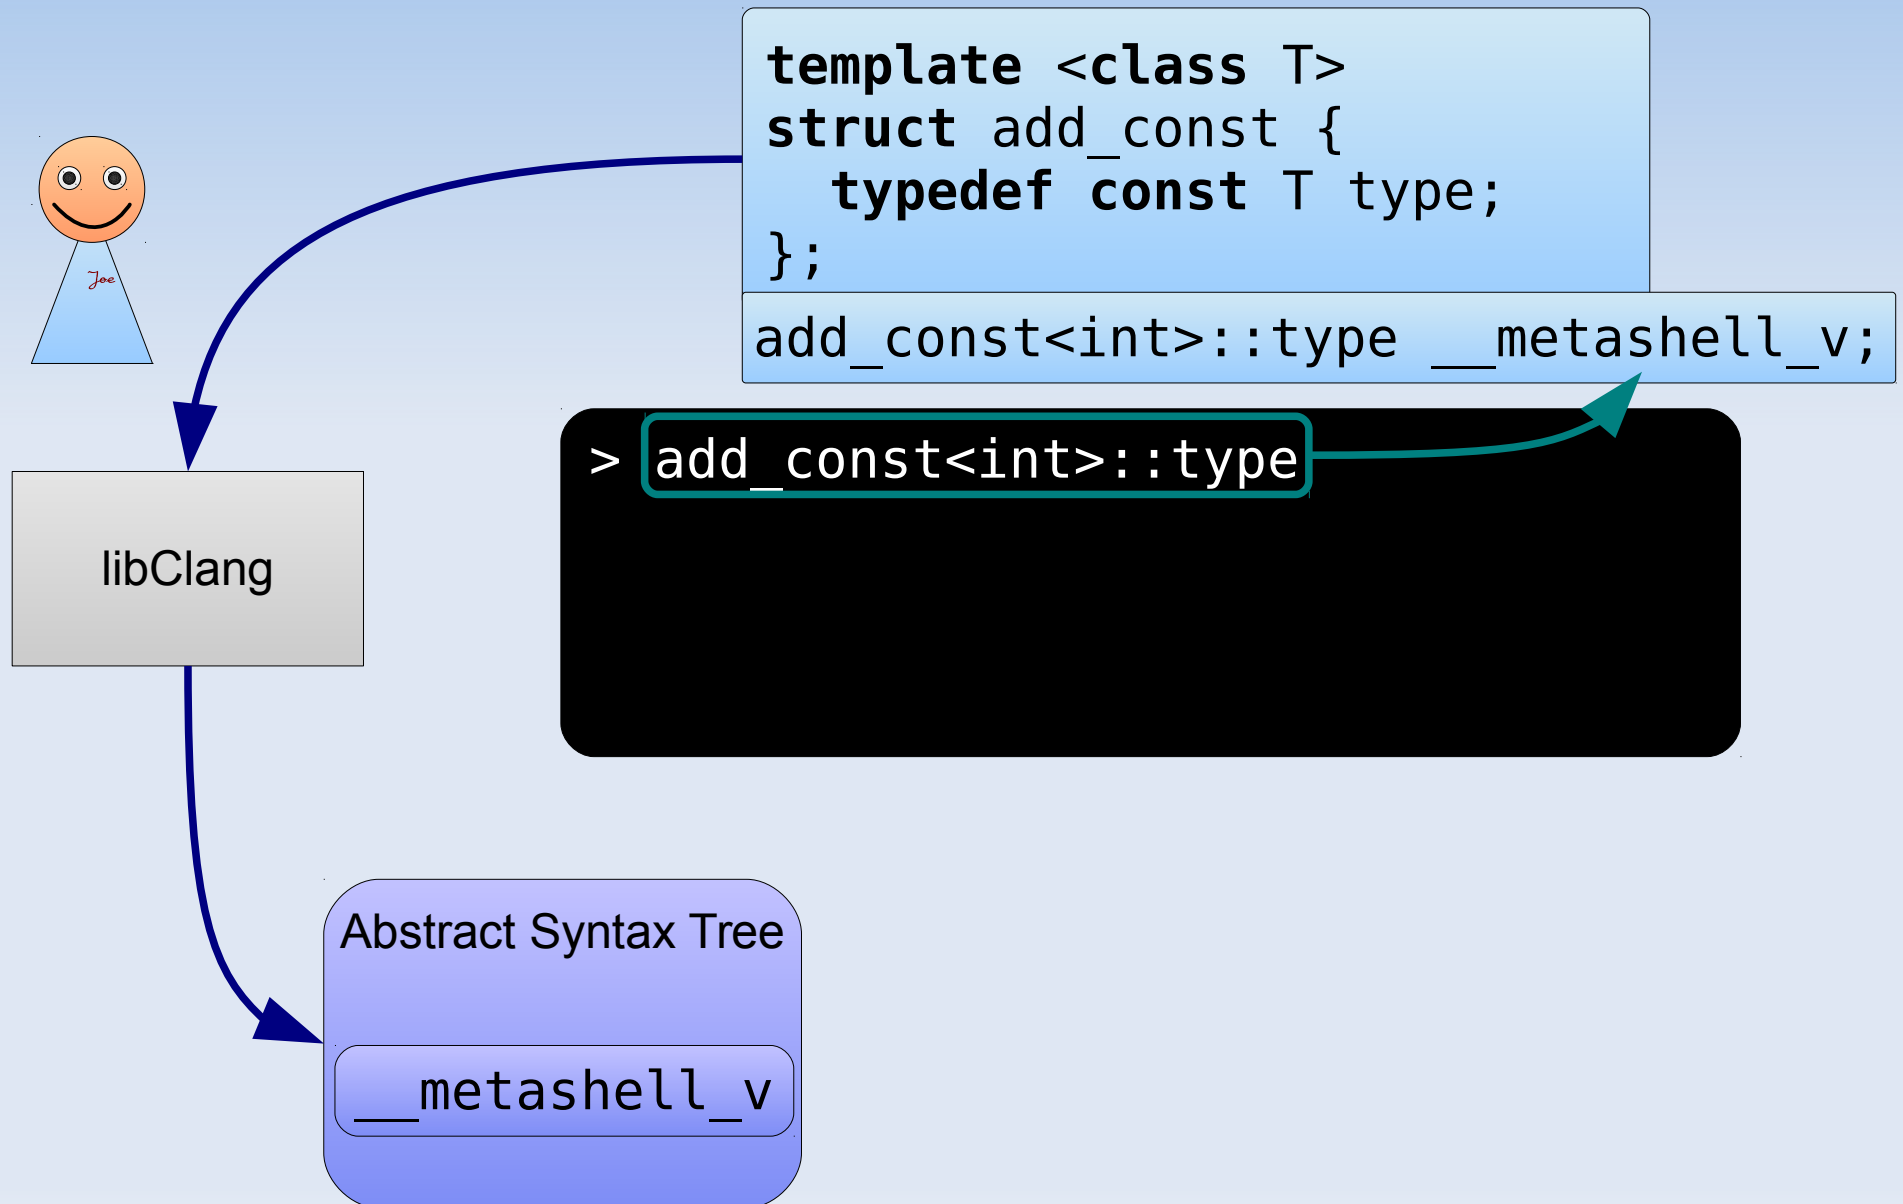 template <class T>
struct add_const {
  typedef const T type;
};
add_const<int>::type __metashell_v;
Joe
> add_const<int>::type
libClang
Abstract Syntax Tree
__metashell_v